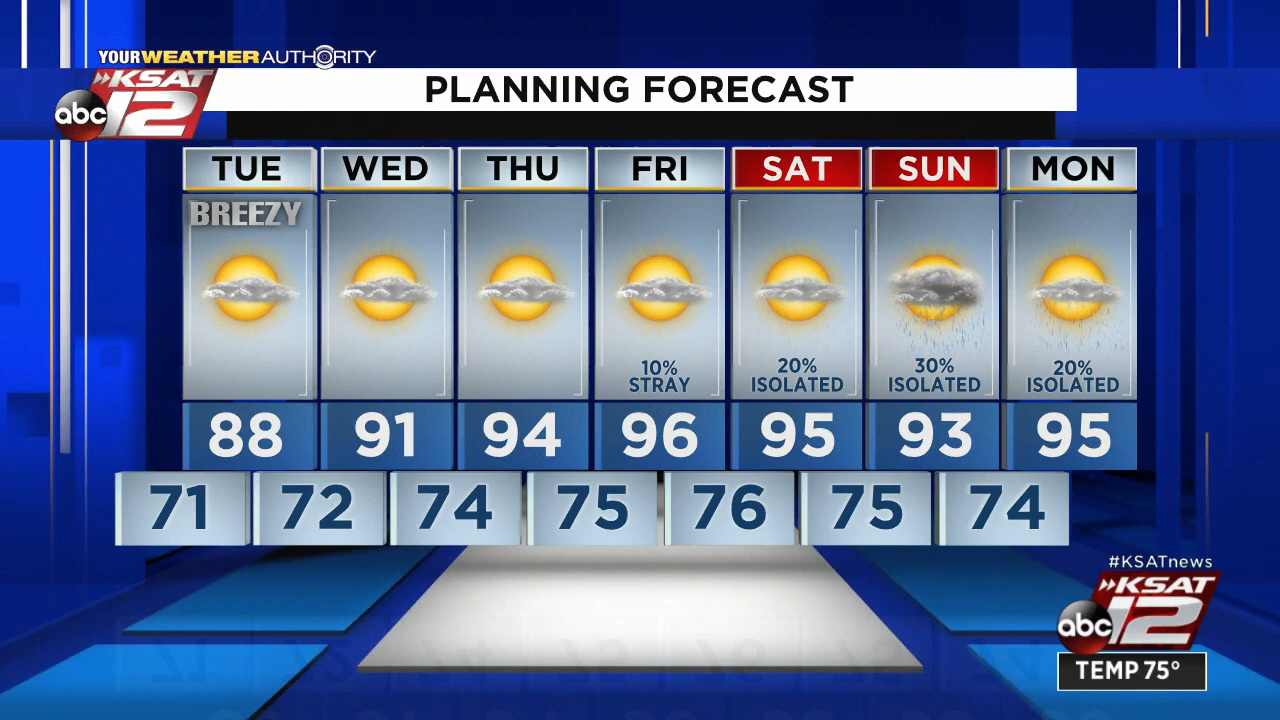 YOURWEATHERAUTHORITY
KSAT
abc 12
PLANNING FORECAST
TUE WED THU FRI SAT SUN MON
BREEZY
10% 20% 30% 20%
STRAY ISOLATED ISOLATED ISOLATED
88 91 94 96 95 93 95
71 72 74 75 76 75 74
#KSATnews
KSAT
abc 12
TEMP 75°